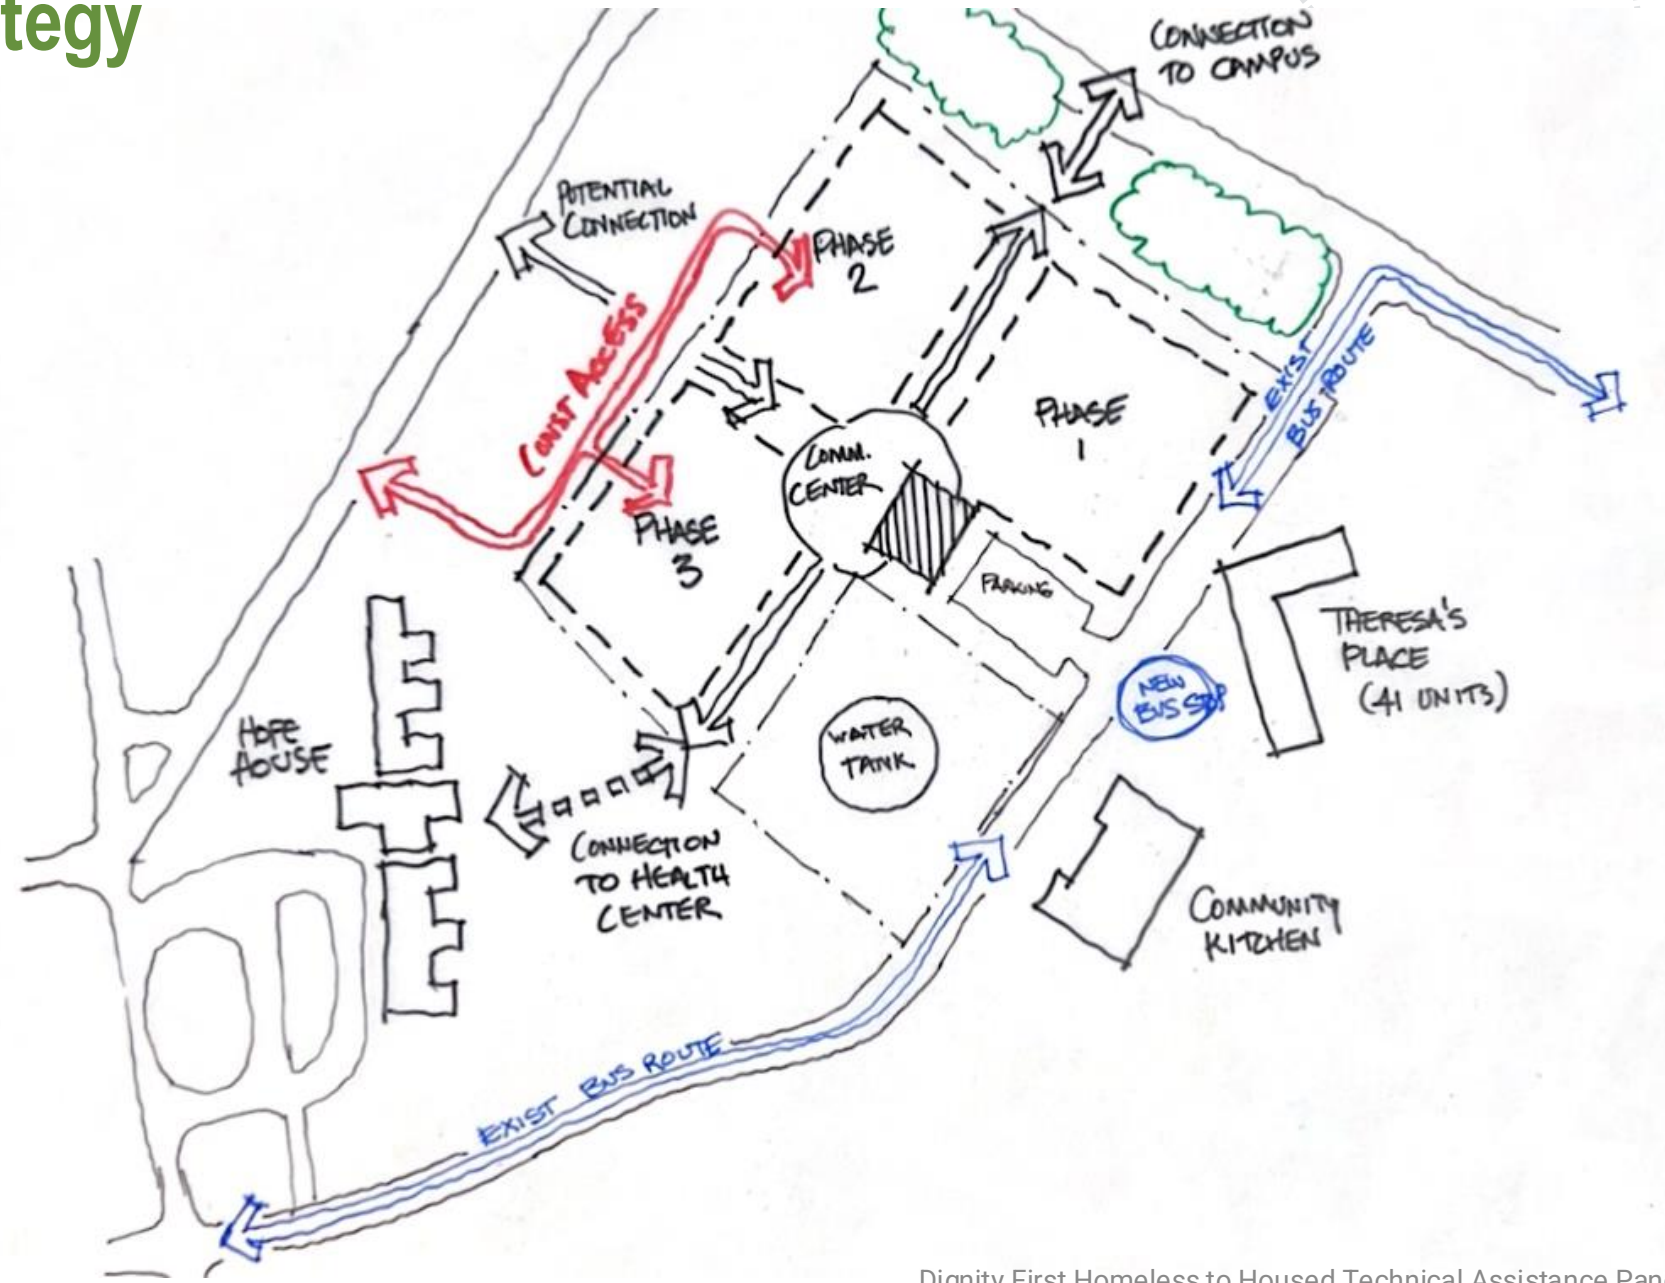 tegy
CONNECTION
TO CAMPUS
POTENTIAL
CONNECTION
PHASE
2
CONST ACCESS
EXIST
BUS ROUTE
PHASE
1
COMM.
CENTER
PHASE
3
PARKING
THERESA'S
PLACE
(41 UNITS)
NEW
BUS STOP
HOPE
HOUSE
WATER
TANK
CONNECTION
TO HEALTH
CENTER
COMMUNITY
KITCHEN
EXIST BUS ROUTE
Dignity First Homeless to Housed Technical Assistance Pan